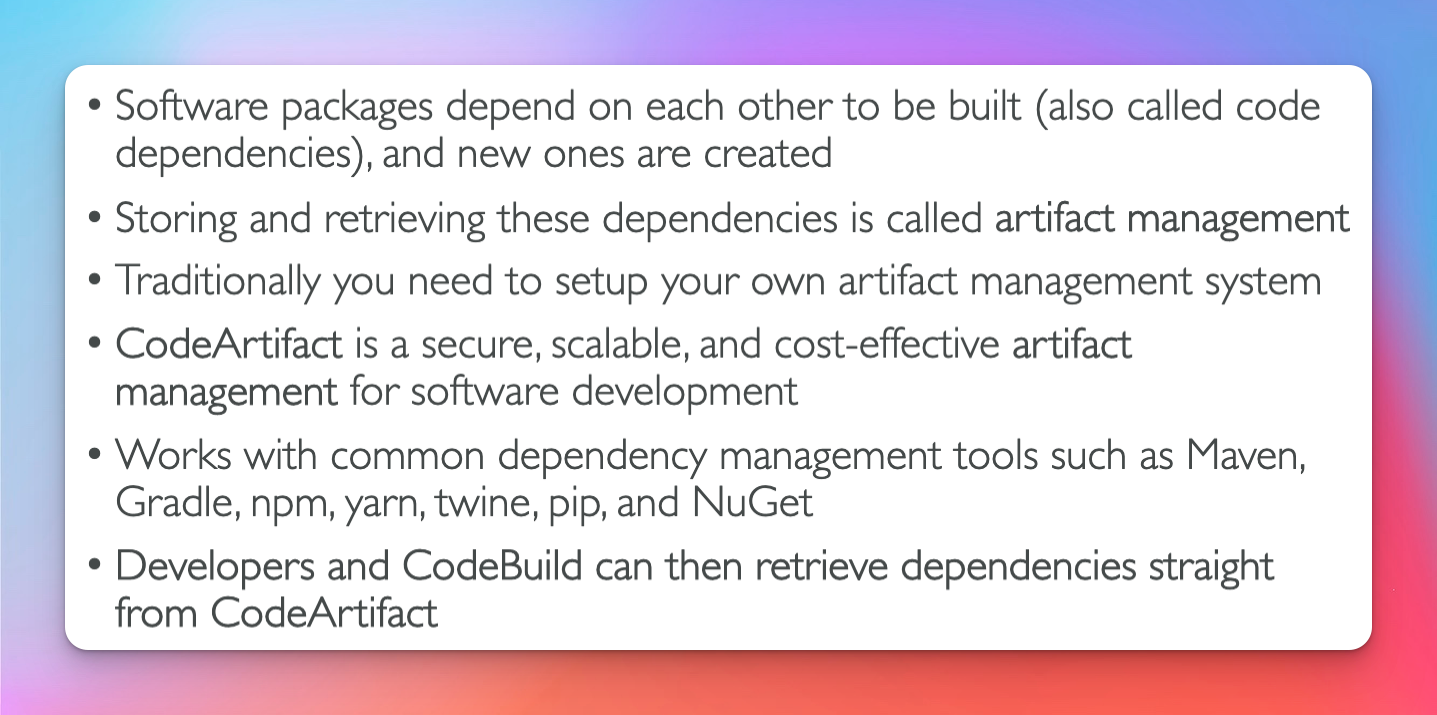 • Software packages depend on each other to be built (also called code
dependencies), and new ones are created
• Storing and retrieving these dependencies is called artifact management
• Traditionally you need to setup your own artifact management system
• CodeArtifact is a secure, scalable, and cost-effective artifact
management for software development
• Works with common dependency management tools such as Maven,
Gradle, npm, yarn, twine, pip, and NuGet
• Developers and CodeBuild can then retrieve dependencies straight
from CodeArtifact